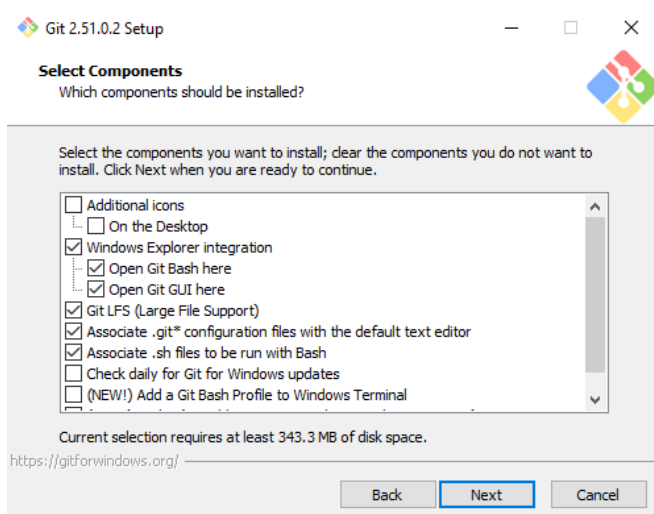 Git 2.51.0.2 Setup
Select Components
Which components should be installed?
Select the components you want to install; clear the components you do not want to
install. Click Next when you are ready to continue.
Additional icons
On the Desktop
Windows Explorer integration
Open Git Bash here
Open Git GUI here
Git LFS (Large File Support)
Associate .git* configuration files with the default text editor
Associate .sh files to be run with Bash
Check daily for Git for Windows updates
(NEW!) Add a Git Bash Profile to Windows Terminal
Current selection requires at least 343.3 MB of disk space.
https://gitforwindows.org/
Back Next Cancel